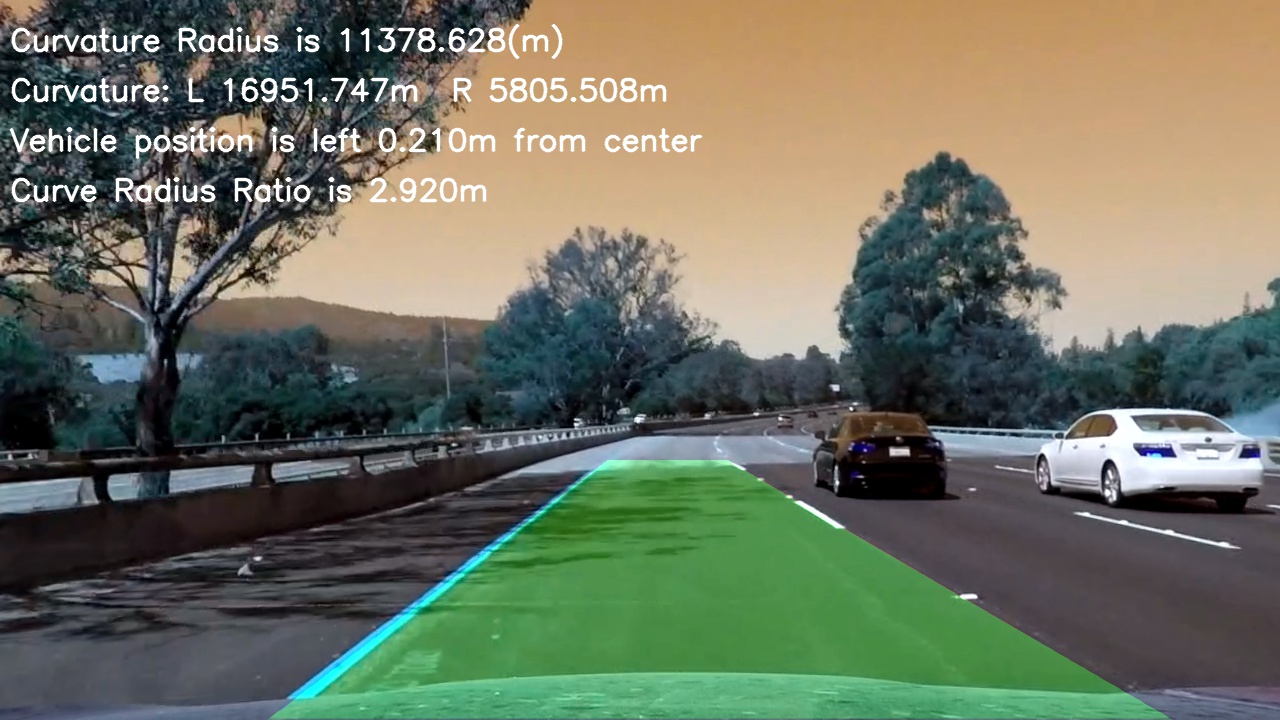 Curvature Radius is 11378.628(m)
Curvature: L 16951.747m R 5805.508m
Vehicle position is left 0.210m from center
Curve Radius Ratio is 2.920m